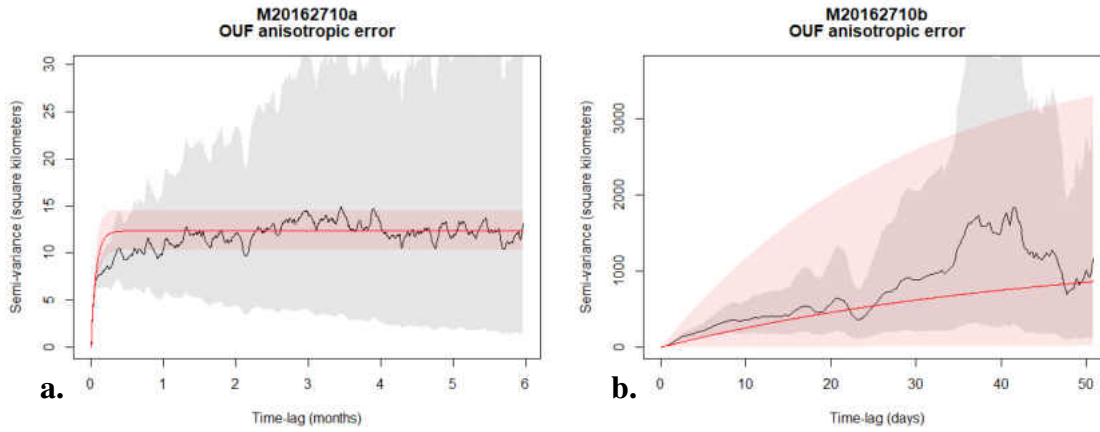 M20162710a
OUF anisotropic error
Semi-variance (square kilometers)
30
25
20
15
10
5
0
0 1 2 3 4 5 6
Time-lag (months)
a.
M20162710b
OUF anisotropic error
Semi-variance (square kilometers)
3000
2000
1000
0
0 10 20 30 40 50
Time-lag (days)
b.